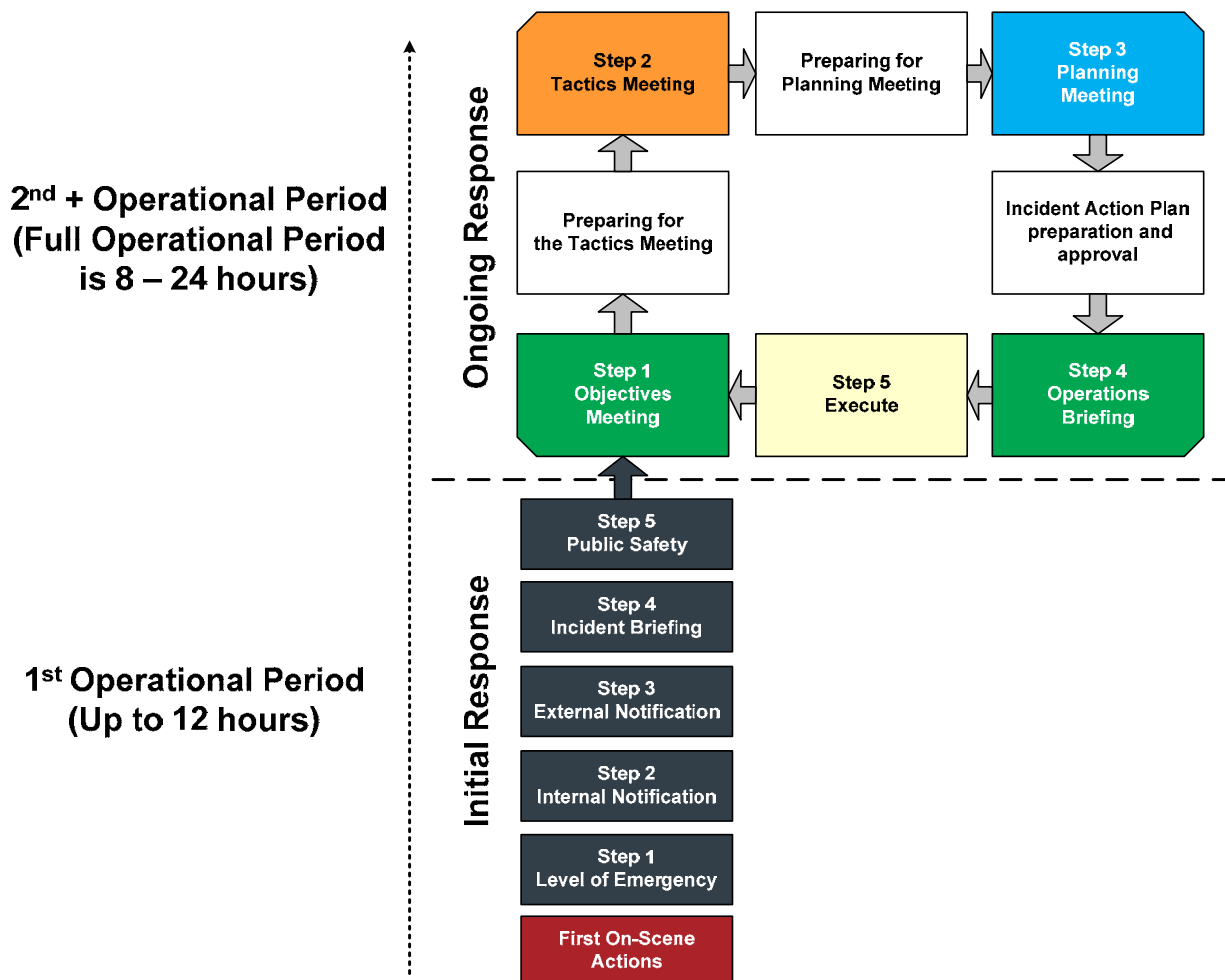 Step 2
Tactics Meeting
Preparing for
Planning Meeting
Step 3
Planning
Meeting
2nd + Operational Period
(Full Operational Period
is 8 – 24 hours)
Ongoing Response
Preparing for
the Tactics Meeting
Incident Action Plan
preparation and
approval
Step 1
Objectives
Meeting
Step 5
Execute
Step 4
Operations
Briefing
1st Operational Period
(Up to 12 hours)
Initial Response
Step 5
Public Safety
Step 4
Incident Briefing
Step 3
External Notification
Step 2
Internal Notification
Step 1
Level of Emergency
First On-Scene
Actions